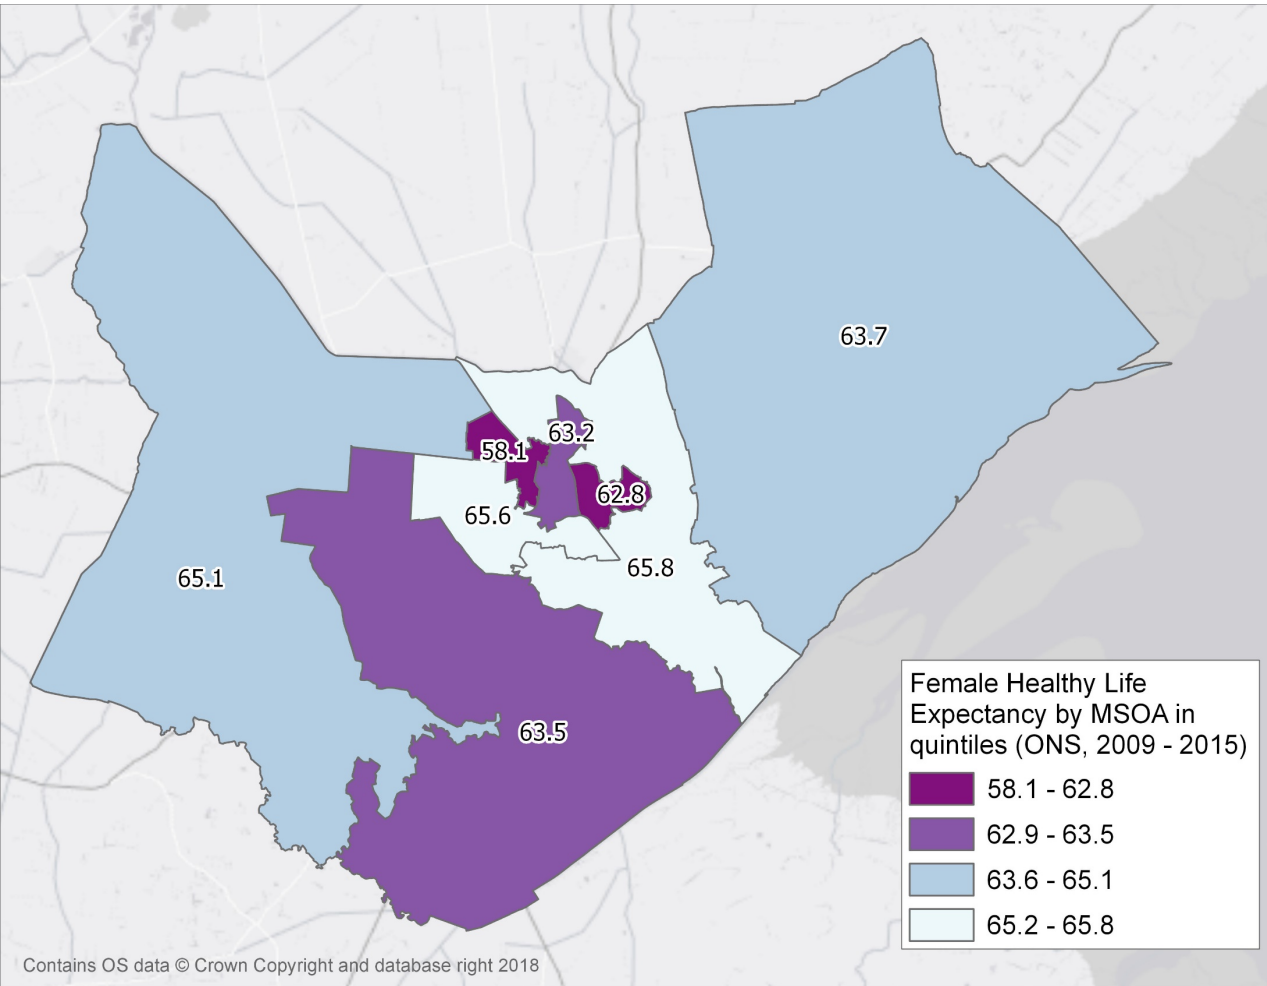 63.7
63.2
58.1
62.8
65.6
65.8
65.1
63.5
Female Healthy Life
Expectancy by MSOA in
quintiles (ONS, 2009 - 2015)
58.1 - 62.8
62.9 - 63.5
63.6 - 65.1
65.2 - 65.8
Contains OS data © Crown Copyright and database right 2018